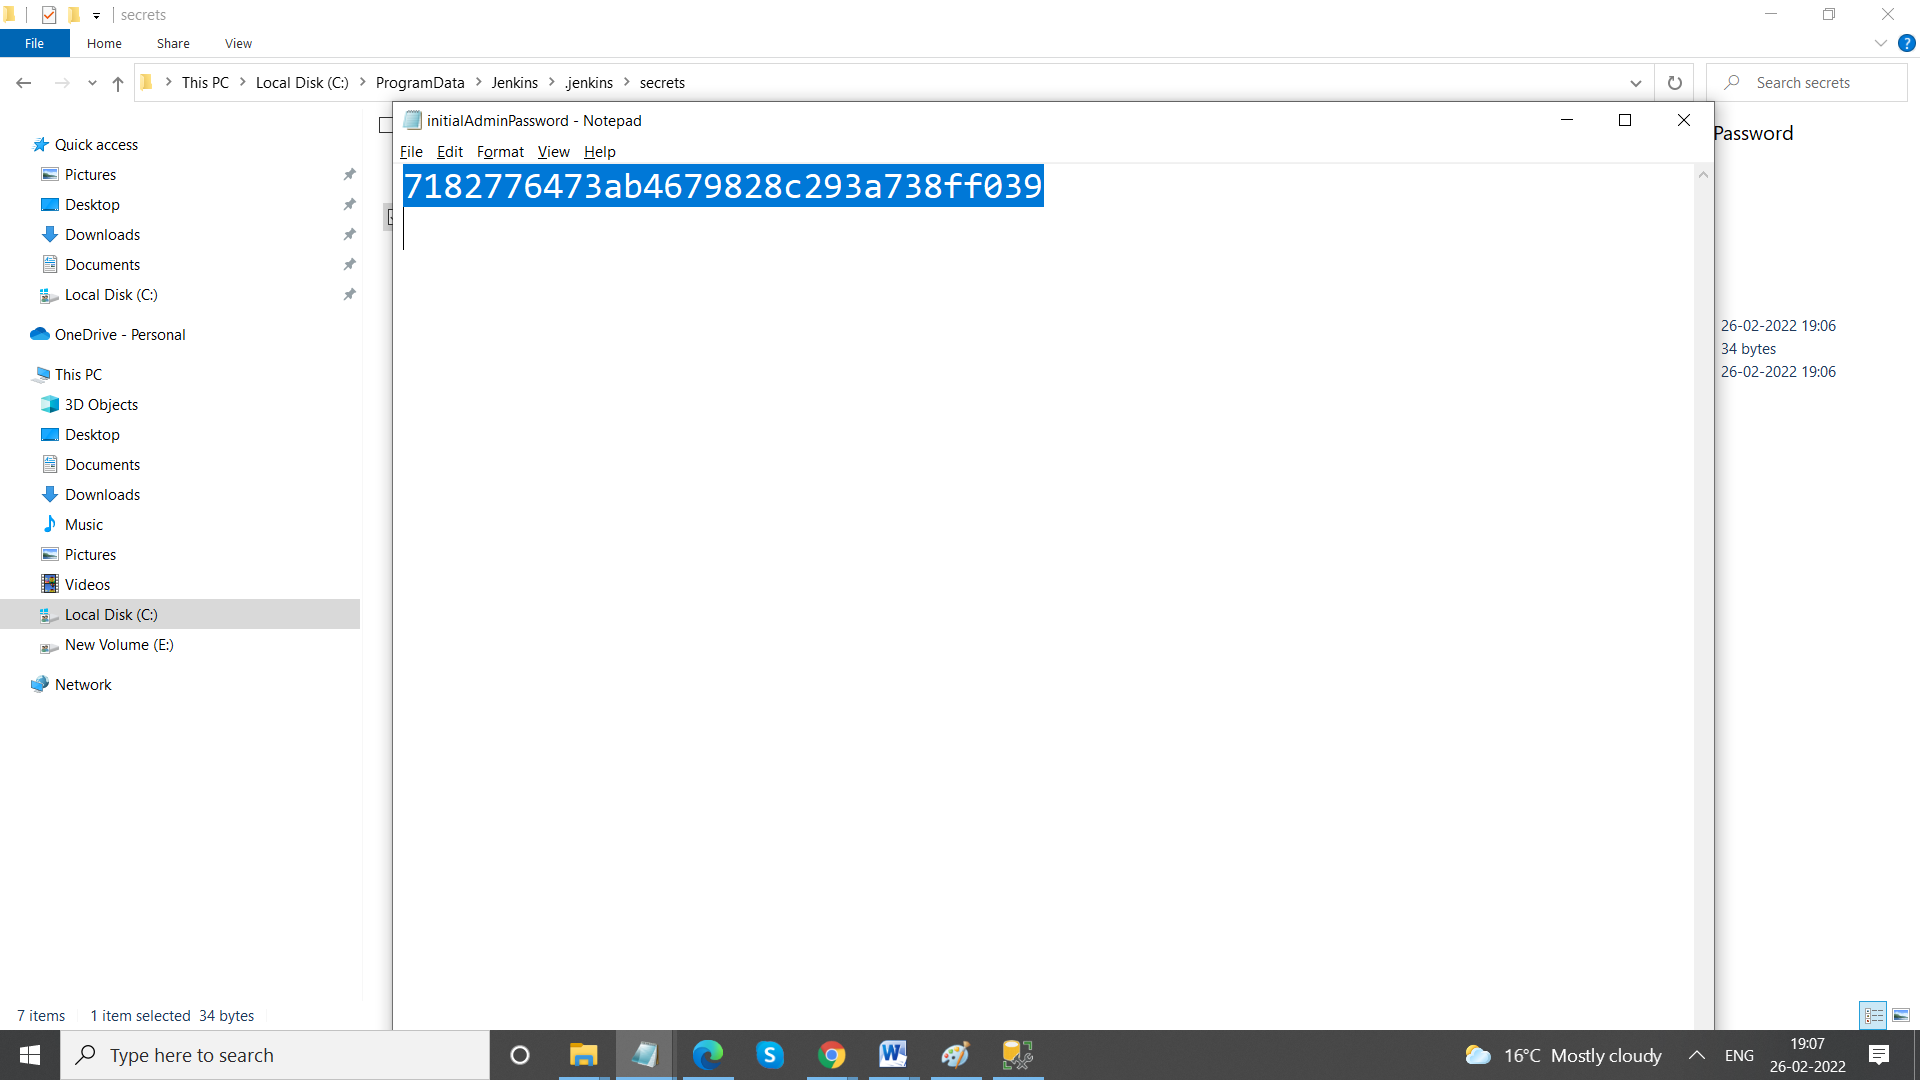 secrets
File Home Share View
This PC Local Disk (C:) ProgramData Jenkins .jenkins secrets
Search secrets
initialAdminPassword - Notepad
File Edit Format View Help
7182776473ab4679828c293a738ff039
Password
26-02-2022 19:06
34 bytes
26-02-2022 19:06
Quick access
Pictures
Desktop
Downloads
Documents
Local Disk (C:)
OneDrive - Personal
This PC
3D Objects
Desktop
Documents
Downloads
Music
Pictures
Videos
Local Disk (C:)
New Volume (E:)
Network
7 items 1 item selected 34 bytes
Type here to search
16°C Mostly cloudy
ENG
19:07
26-02-2022